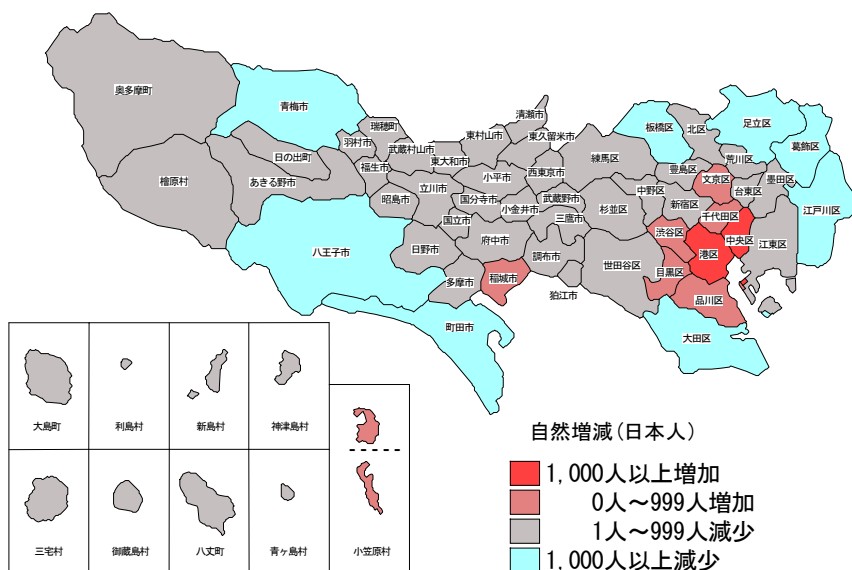 奥多摩町
青梅市
瑞穂町
羽村市
武蔵村山市
東村山市
清瀬市
東久留米市
板橋区
北区
足立区
葛飾区
日の出町
福生市
東大和市
練馬区
豊島区
荒川区
文京区
墨田区
台東区
檜原村
あきる野市
昭島市
立川市
小平市
西東京市
国分寺市
武蔵野市
中野区
新宿区
千代田区
江戸川区
国立市
小金井市
三鷹市
杉並区
渋谷区
中央区
江東区
八王子市
日野市
府中市
調布市
世田谷区
港区
目黒区
多摩市
稲城市
狛江市
品川区
町田市
大田区
大島町
利島村
新島村
神津島村
三宅村
御蔵島村
八丈町
青ヶ島村
小笠原村
自然増減(日本人)
1,000人以上増加
0人～999人増加
1人～999人減少
1,000人以上減少